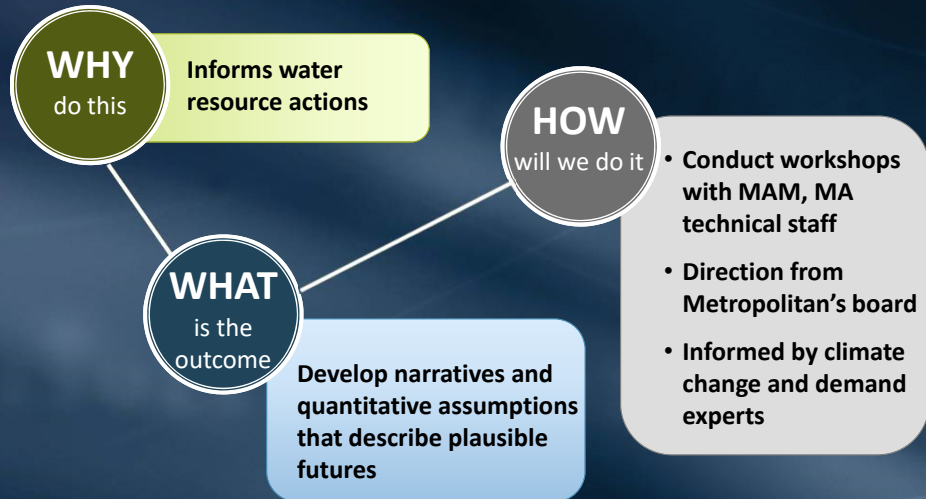 WHY
do this
Informs water
resource actions
WHAT
is the
outcome
Develop narratives and
quantitative assumptions
that describe plausible
futures
HOW
will we do it
• Conduct workshops
with MAM, MA
technical staff
• Direction from
Metropolitan's board
• Informed by climate
change and demand
experts